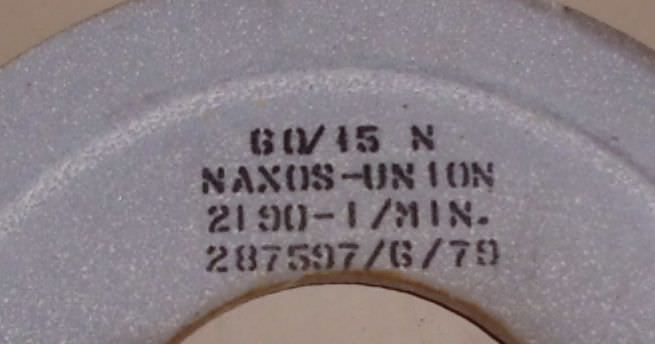 60/15 N
NAXOS-UNION
2190-1/MIN.
287597/6/79